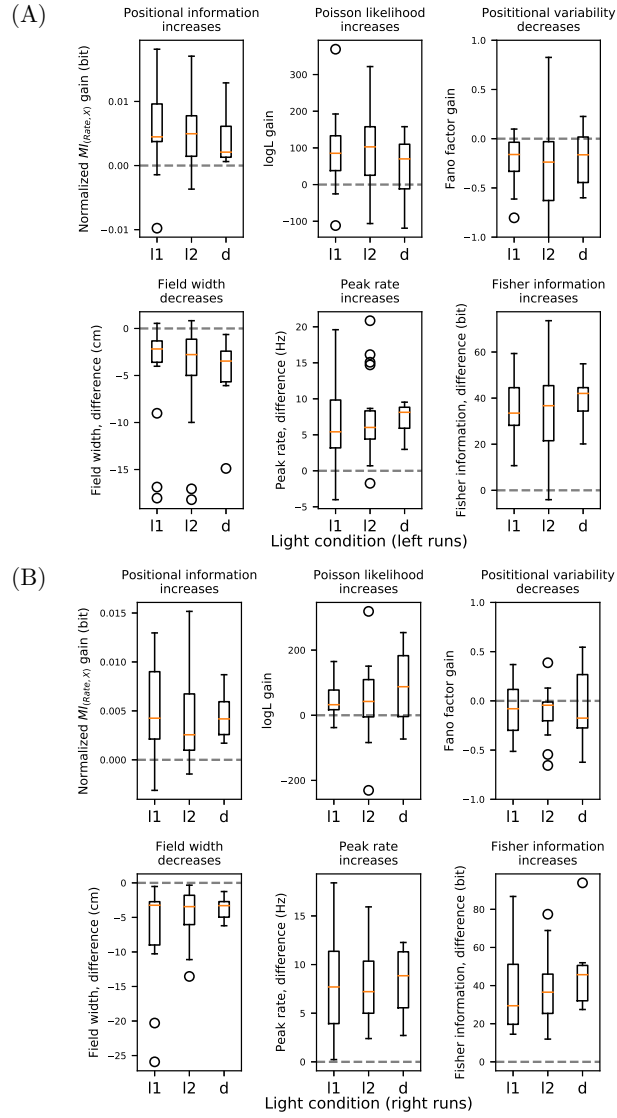 (A)
Positional information
increases
Poisson likelihood
increases
Posititional variability
decreases
Normalized MI(Rate,X) gain (bit)
0.01
0.00
−0.01
l1 l2 d
logL gain
300
200
100
0
−100
l1 l2 d
Fano factor gain
1.0
0.5
0.0
−0.5
−1.0
l1 l2 d
Field width
decreases
Peak rate
increases
Fisher information
increases
Field width, difference (cm)
0
−5
−10
−15
l1 l2 d
Peak rate, difference (Hz)
20
15
10
5
0
−5
l1 l2 d
Fisher information, difference (bit)
60
40
20
0
l1 l2 d
Light condition (left runs)
(B)
Positional information
increases
Poisson likelihood
increases
Posititional variability
decreases
Normalized MI(Rate,X) gain (bit)
0.015
0.010
0.005
0.000
l1 l2 d
logL gain
200
0
−200
l1 l2 d
Fano factor gain
1.0
0.5
0.0
−0.5
−1.0
l1 l2 d
Field width
decreases
Peak rate
increases
Fisher information
increases
Field width, difference (cm)
0
−5
−10
−15
−20
−25
l1 l2 d
Peak rate, difference (Hz)
15
10
5
0
l1 l2 d
Fisher information, difference (bit)
80
60
40
20
0
l1 l2 d
Light condition (right runs)